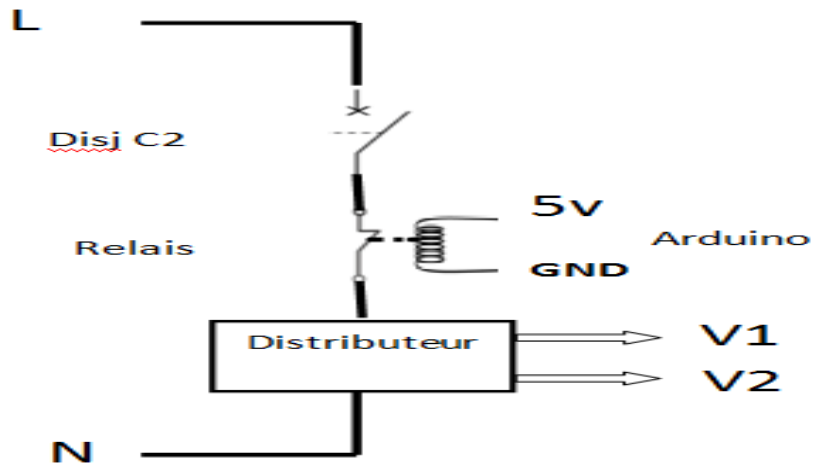 L
Disj C2
5v
Relais
Arduino
GND
Distributeur
V1
V2
N